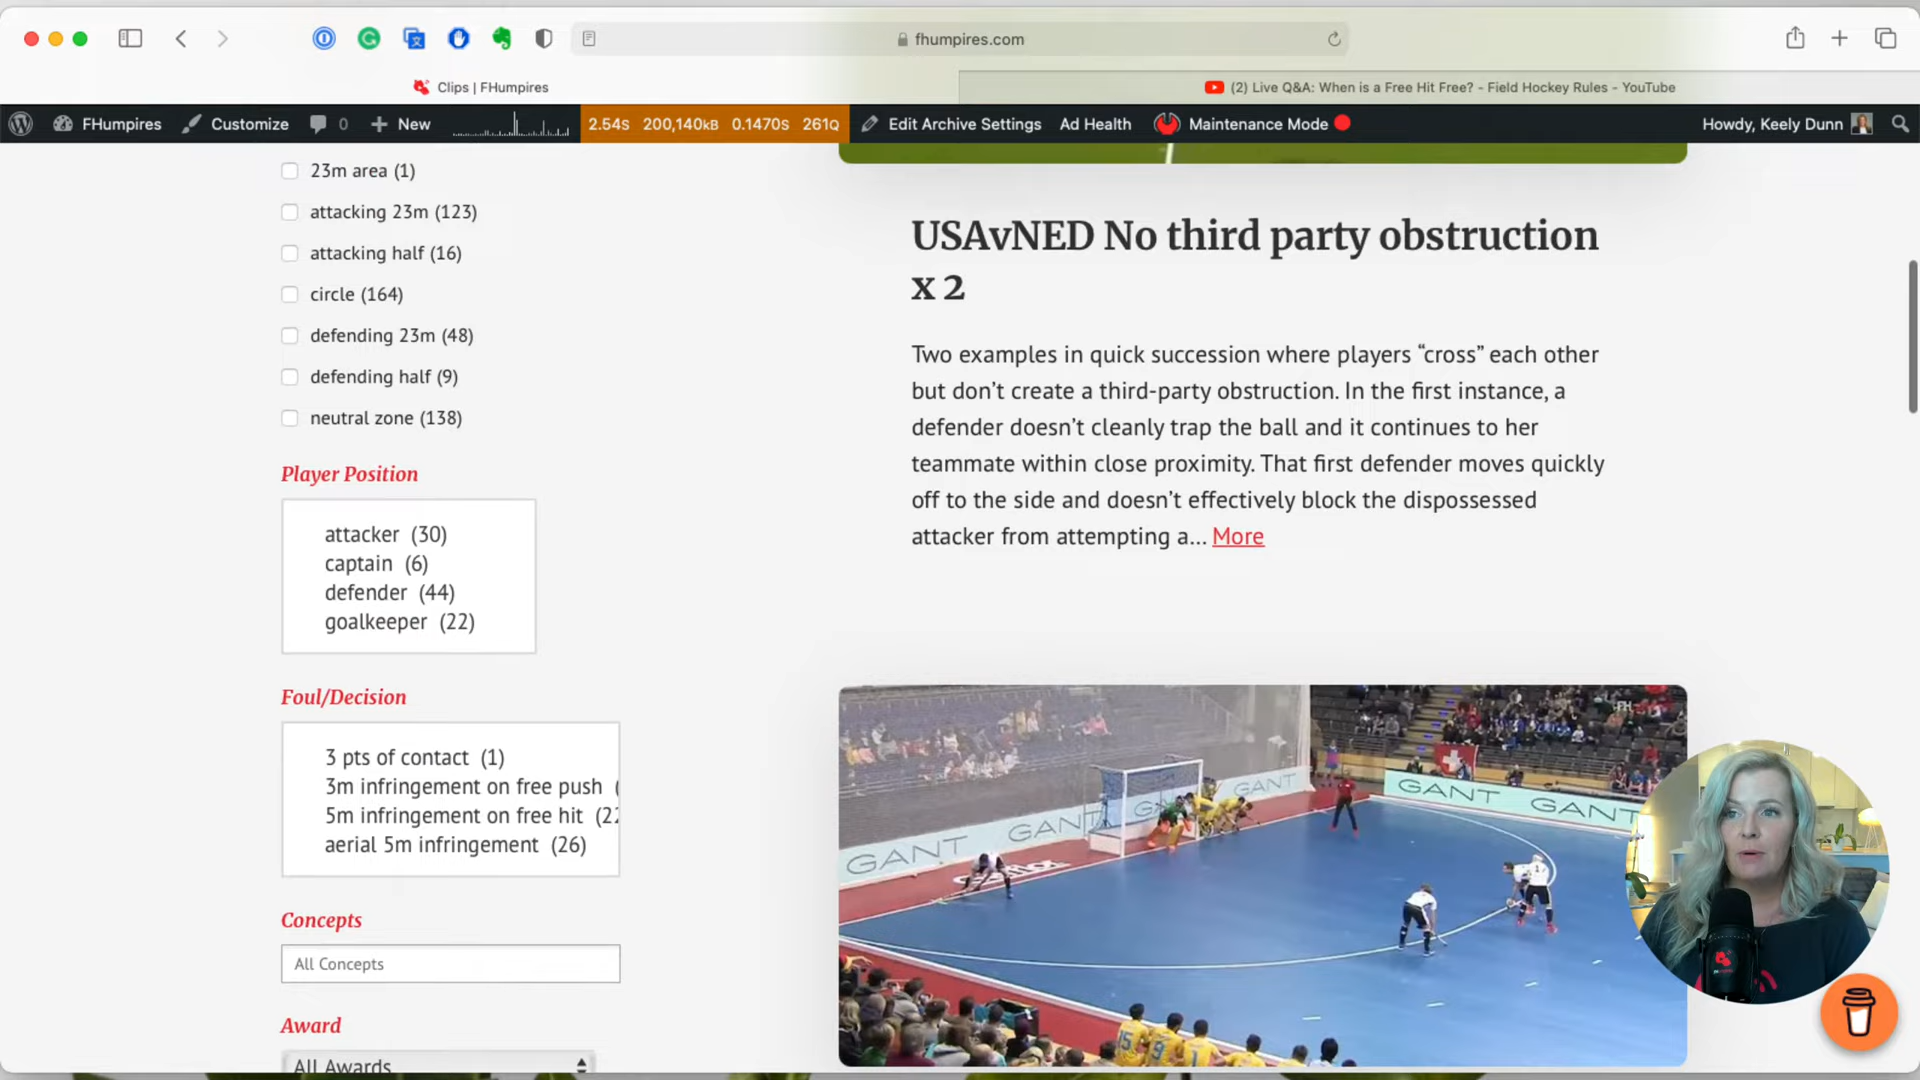 fhumpires.com
Clips | FHumpires
(2) Live Q&A: When is a Free Hit Free? - Field Hockey Rules - YouTube
FHumpires Customize 0 New 2.54S 200,140kB 0.1470S 261Q Edit Archive Settings Ad Health Maintenance Mode Howdy, Keely Dunn
23m area (1)
attacking 23m (123)
attacking half (16)
circle (164)
defending 23m (48)
defending half (9)
neutral zone (138)
Player Position
attacker (30)
captain (6)
defender (44)
goalkeeper (22)
Foul/Decision
3 pts of contact (1)
3m infringement on free push (
5m infringement on free hit (22
aerial 5m infringement (26)
Concepts
All Concepts
Award
All Awards
USAvNED No third party obstruction
x 2
Two examples in quick succession where players “cross” each other
but don’t create a third-party obstruction. In the first instance, a
defender doesn’t cleanly trap the ball and it continues to her
teammate within close proximity. That first defender moves quickly
off to the side and doesn’t effectively block the dispossessed
attacker from attempting a... More
GANT GANT GANT GANT GANT
15 9 1